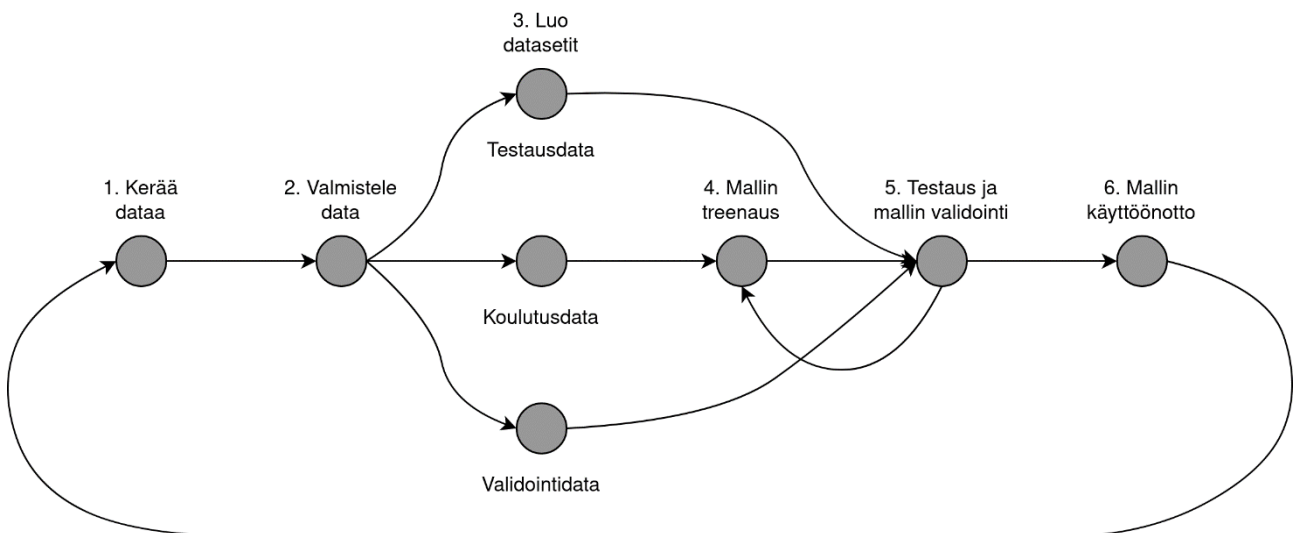 3. Luo
datasetit
Testausdata
1. Kerää
dataa
2. Valmistele
data
4. Mallin
treenaus
5. Testaus ja
mallin validointi
6. Mallin
käyttöönotto
Koulutusdata
Validointidata